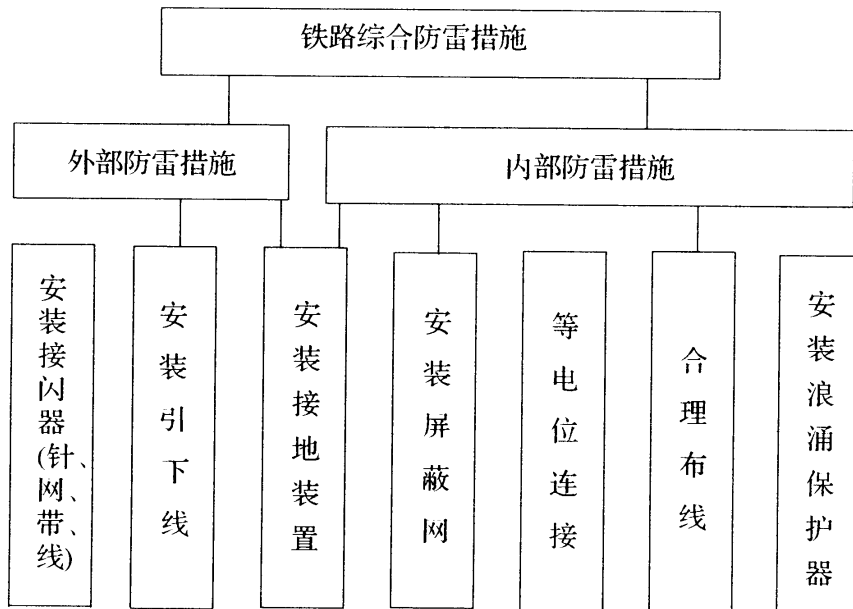 铁路综合防雷措施
外部防雷措施
内部防雷措施
安装接闪器(针、网、带、线)
安装引下线
安装接地装置
安装屏蔽网
等电位连接
合理布线
安装浪涌保护器